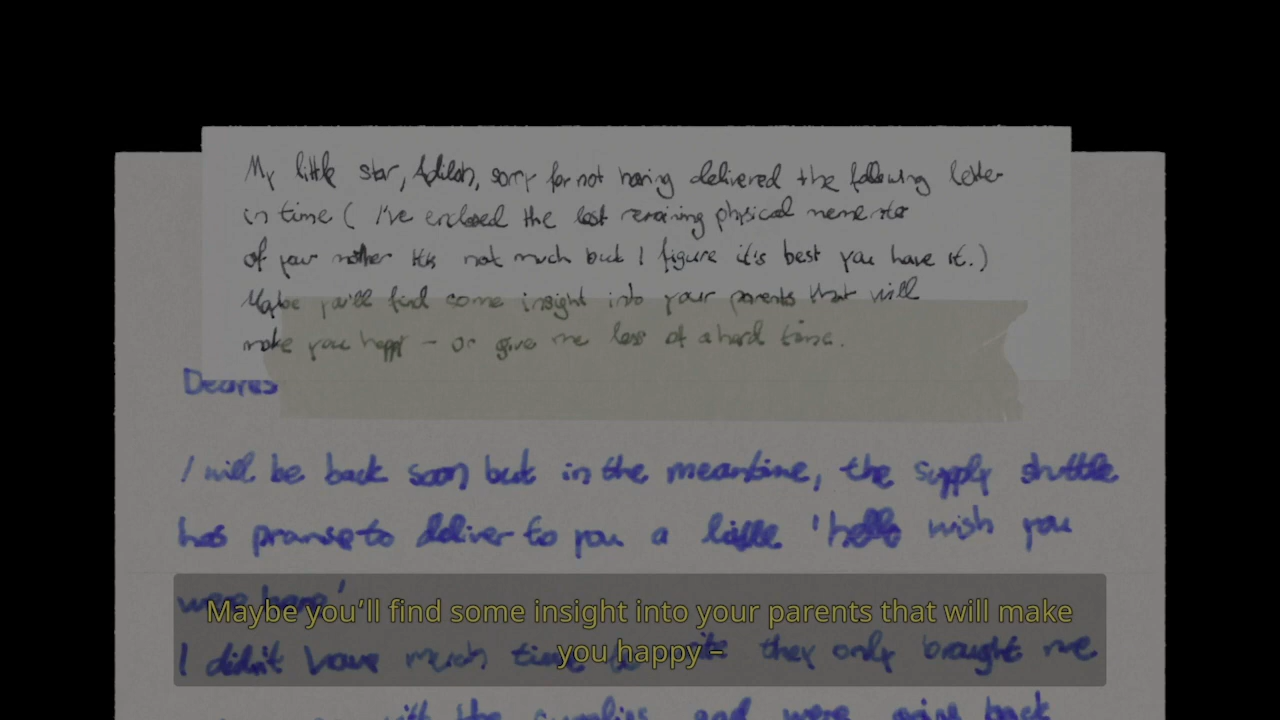 My little star, Adilah, sorry for not having delivered the following letter
in time ( I've enclosed the last remaining physical memento
of your mother It's not much but I figure it's best you have it.)
Maybe you'll find some insight into your parents that will
make you happy – or give me less of a hard time.
Deares
I will be back soon but in the meantime, the supply shuttle
has promise to deliver to you a little 'hello wish you
were here'
Maybe you’ll find some insight into your parents that will make
you happy –
I didn't have much time to they only brought me
with the supplies and were going back